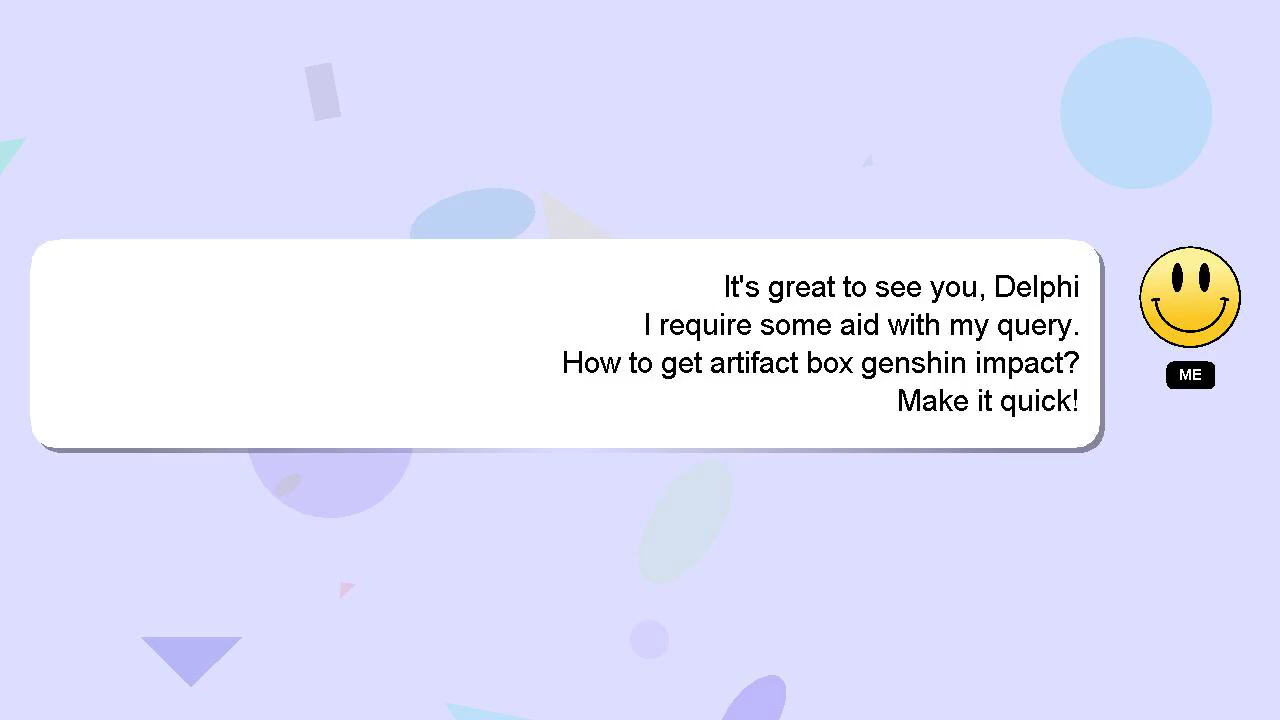 It's great to see you, Delphi
I require some aid with my query.
How to get artifact box genshin impact?
Make it quick!
ME